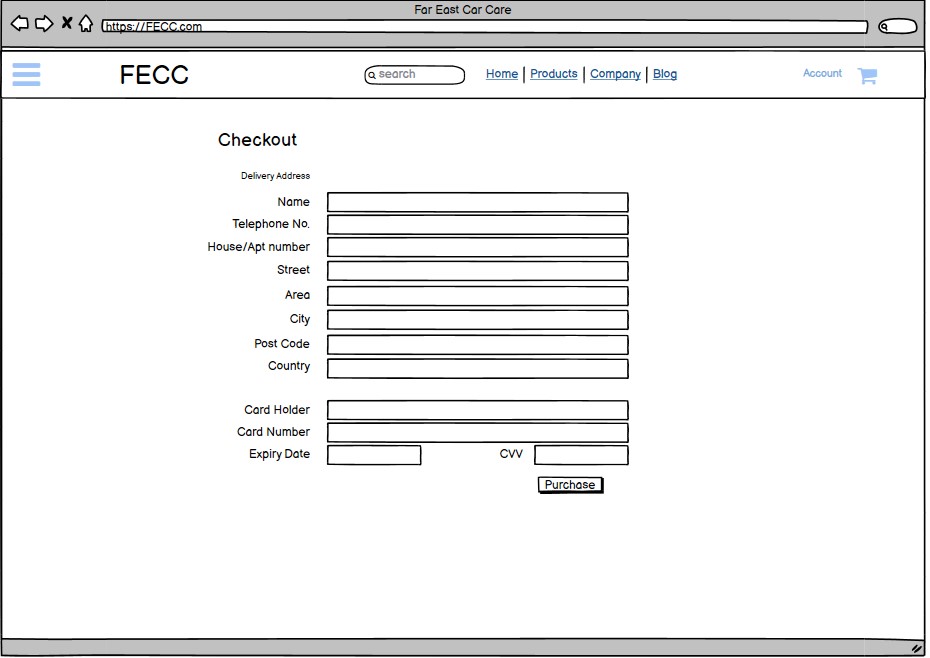 Far East Car Care
https://FECC.com
FECC
search
Home | Products | Company | Blog
Account
Checkout
Delivery Address
Name
Telephone No.
House/Apt number
Street
Area
City
Post Code
Country
Card Holder
Card Number
Expiry Date
CVV
Purchase